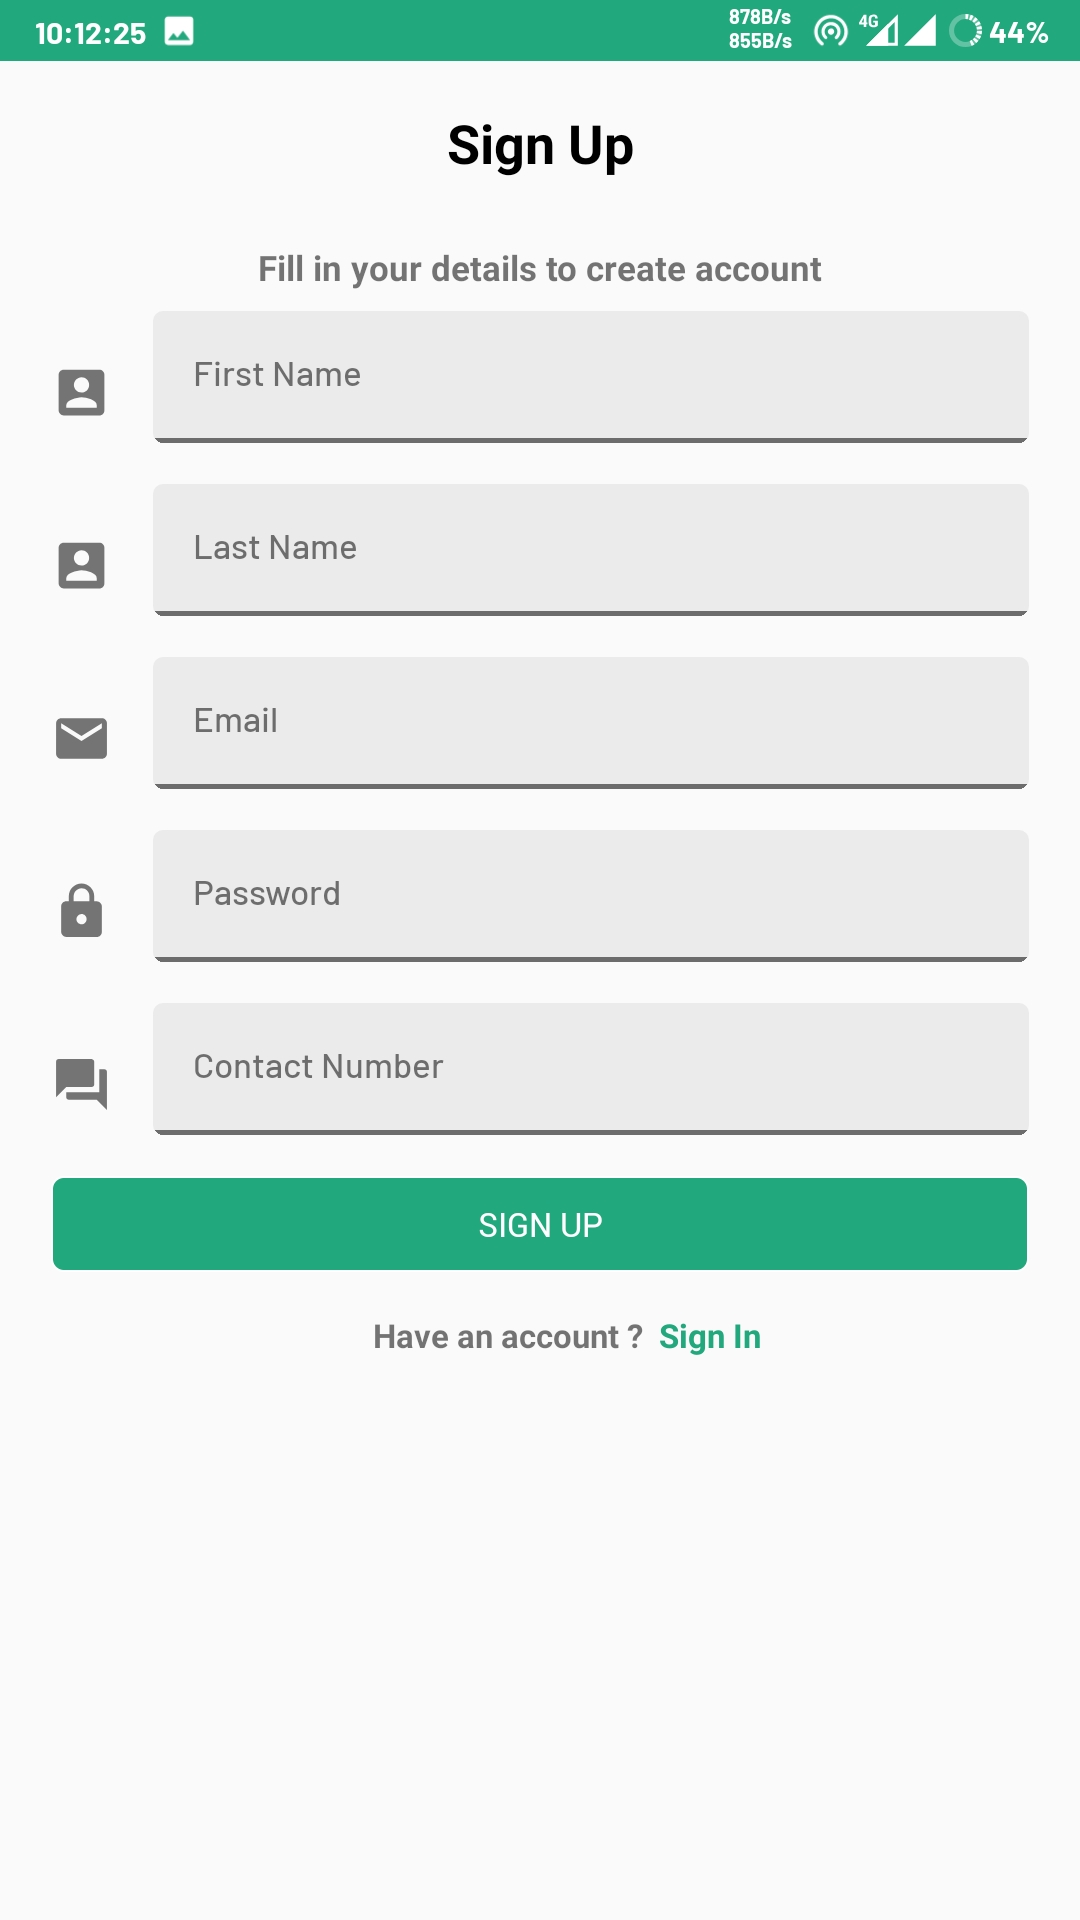 10:12:25 878B/s 4G 44%
855B/s
Sign Up
Fill in your details to create account
First Name
Last Name
Email
Password
Contact Number
SIGN UP
Have an account ? Sign In